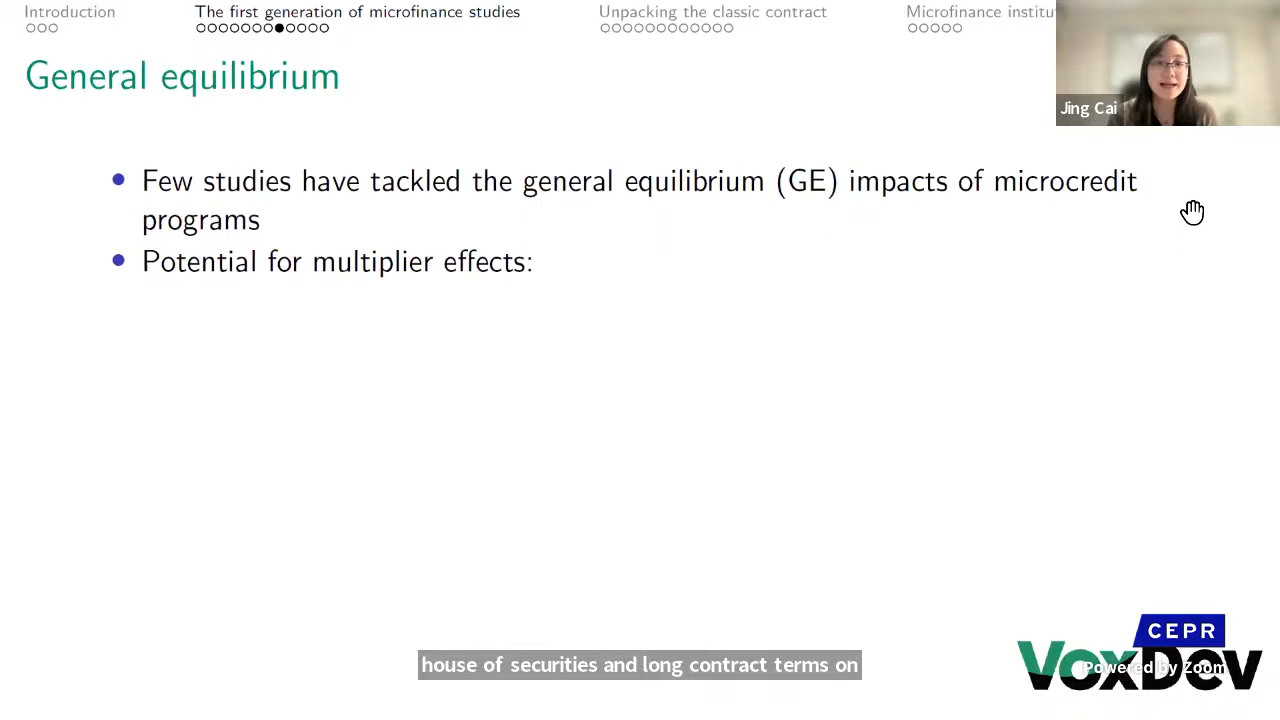 Introduction
The first generation of microfinance studies
Unpacking the classic contract
Microfinance institu
Jing Cai
General equilibrium
Few studies have tackled the general equilibrium (GE) impacts of microcredit
programs
Potential for multiplier effects:
house of securities and long contract terms on
CEPR
VoxDev
Powered by Zoom